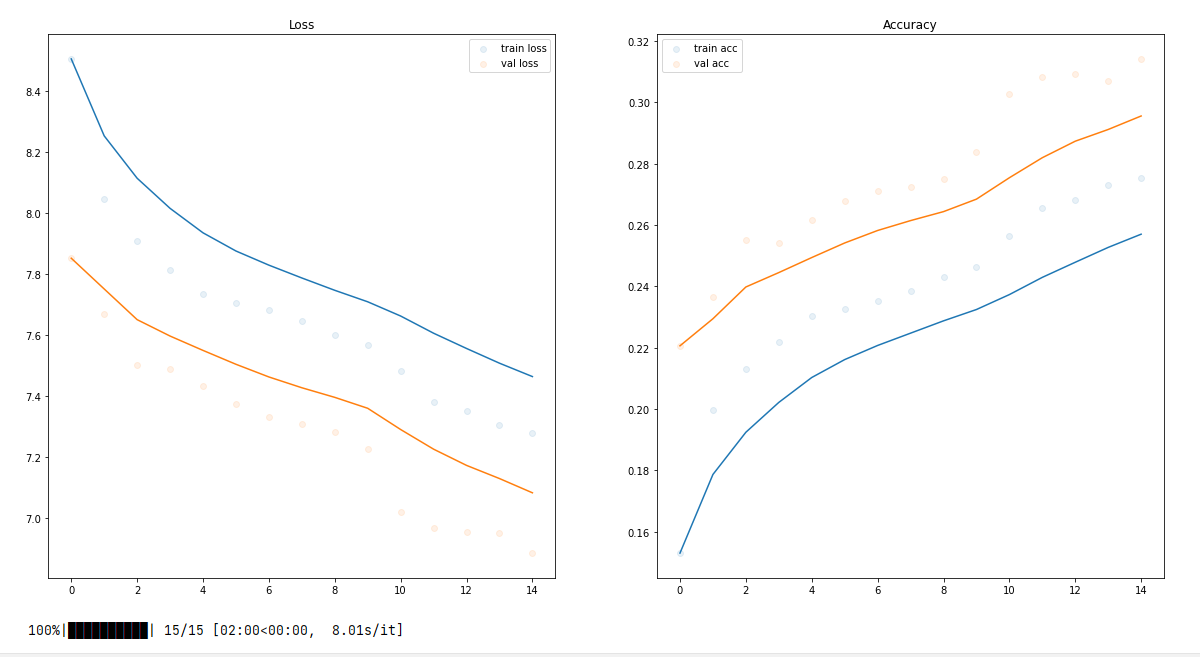 Loss
train loss
val loss
8.4
8.2
8.0
7.8
7.6
7.4
7.2
7.0
0 2 4 6 8 10 12 14
Accuracy
train acc
val acc
0.32
0.30
0.28
0.26
0.24
0.22
0.20
0.18
0.16
0 2 4 6 8 10 12 14
100%|██████████| 15/15 [02:00<00:00,  8.01s/it]